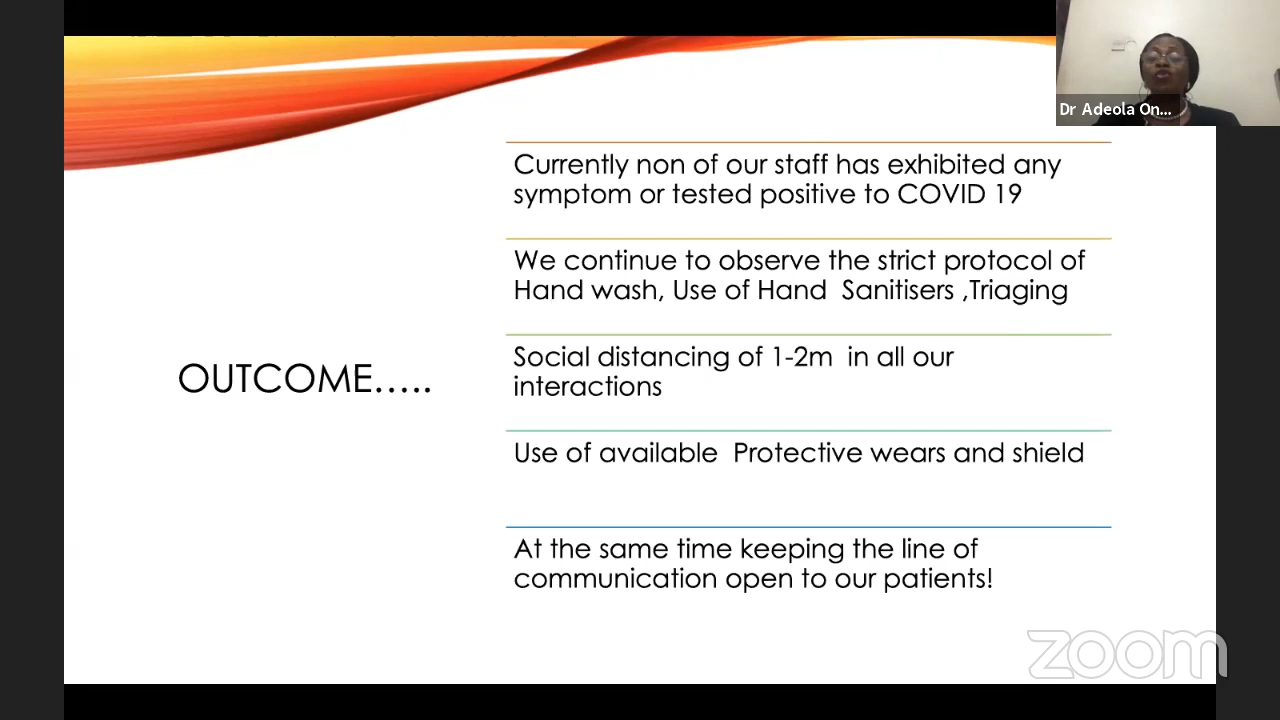 Dr Adeola On...
Currently non of our staff has exhibited any
symptom or tested positive to COVID 19
We continue to observe the strict protocol of
Hand wash, Use of Hand  Sanitisers ,Triaging
OUTCOME…..
Social distancing of 1-2m  in all our
interactions
Use of available  Protective wears and shield
At the same time keeping the line of
communication open to our patients!
zoom